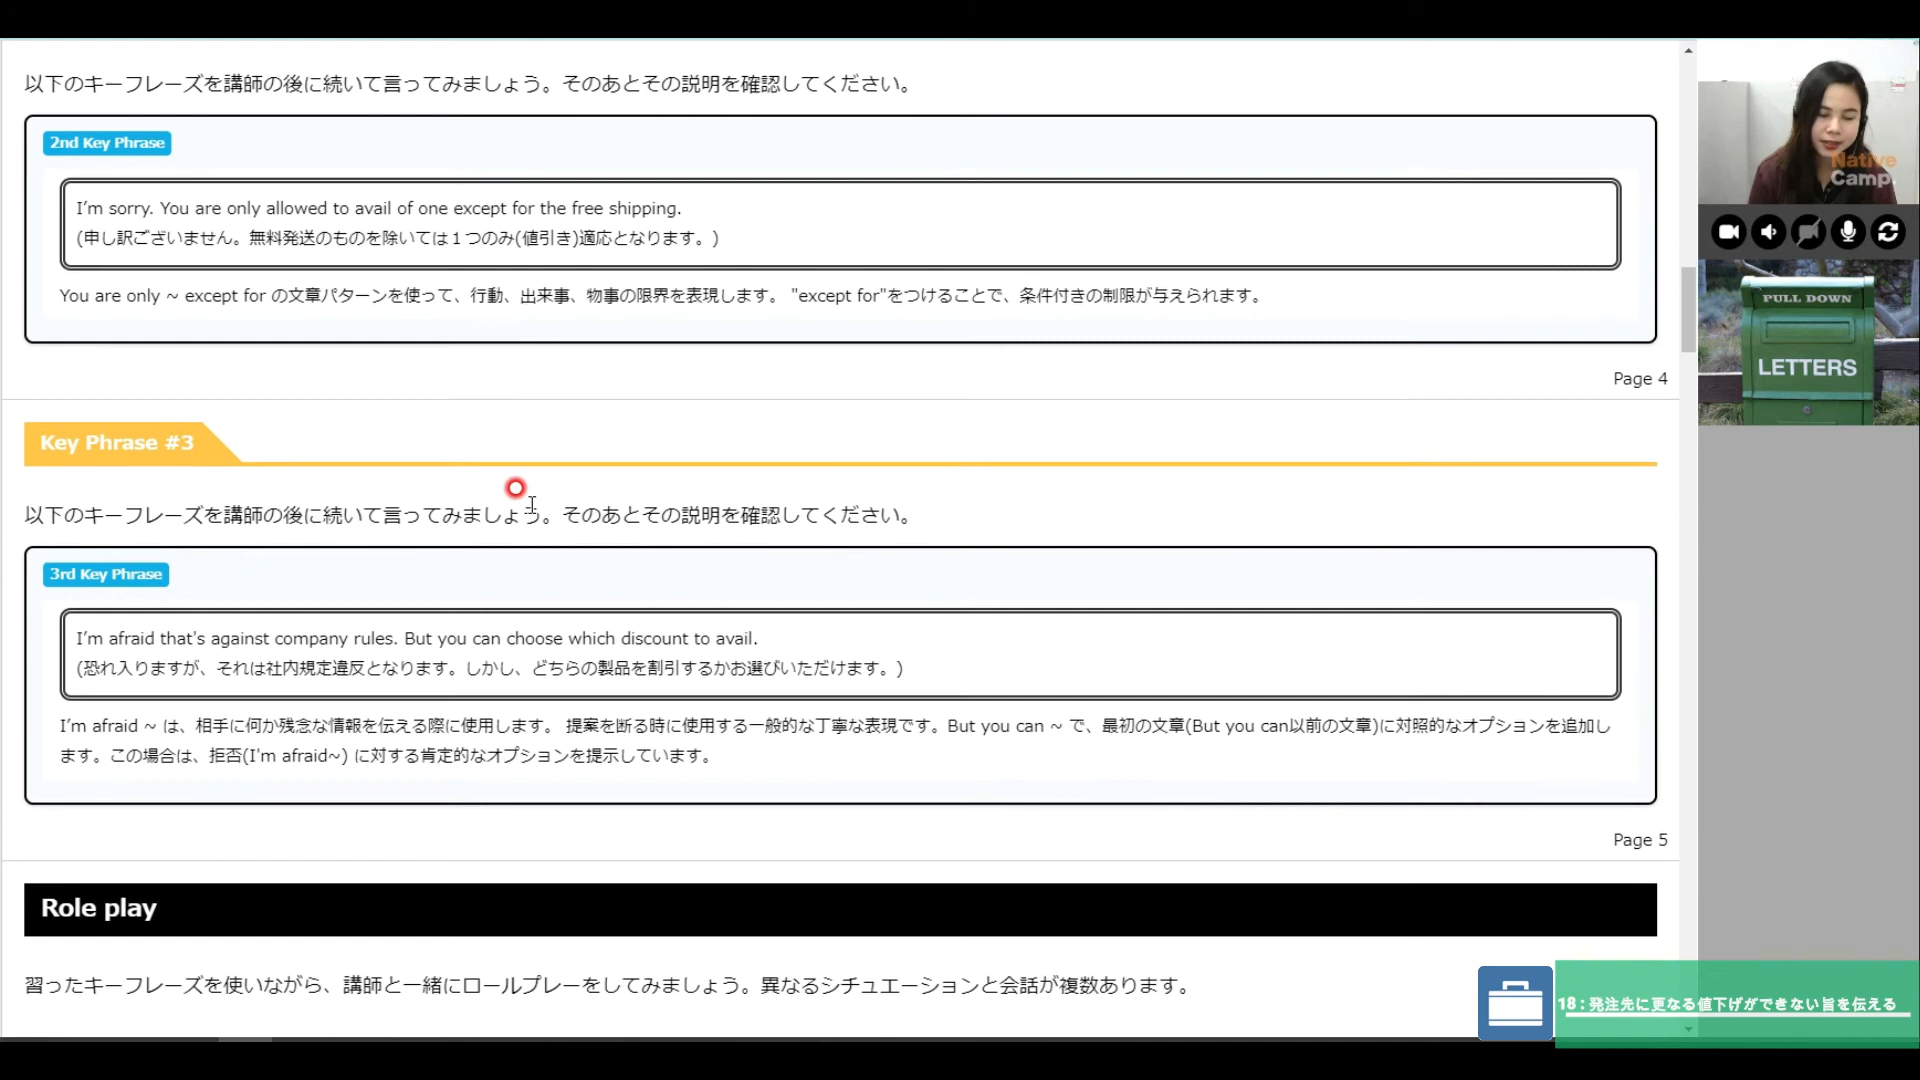 以下のキーフレーズを講師の後に続いて言ってみましょう。そのあとその説明を確認してください。
2nd Key Phrase
I'm sorry. You are only allowed to avail of one except for the free shipping.
(申し訳ございません。無料発送のものを除いては１つのみ(値引き)適応となります。)
You are only ~ except for の文章パターンを使って、行動、出来事、物事の限界を表現します。 "except for"をつけることで、条件付きの制限が与えられます。
Page 4
Key Phrase #3
以下のキーフレーズを講師の後に続いて言ってみましょう。そのあとその説明を確認してください。
3rd Key Phrase
I'm afraid that's against company rules. But you can choose which discount to avail.
(恐れ入りますが、それは社内規定違反となります。しかし、どちらの製品を割引するかお選びいただけます。)
I'm afraid ~ は、相手に何か残念な情報を伝える際に使用します。 提案を断る時に使用する一般的な丁寧な表現です。But you can ~ で、最初の文章(But you can以前の文章)に対照的なオプションを追加し
ます。この場合は、拒否(I'm afraid~) に対する肯定的なオプションを提示しています。
Page 5
Role play
習ったキーフレーズを使いながら、講師と一緒にロールプレーをしてみましょう。異なるシチュエーションと会話が複数あります。
Native
Camp.
PULL DOWN
LETTERS
18：発注先に更なる値下げができない旨を伝える